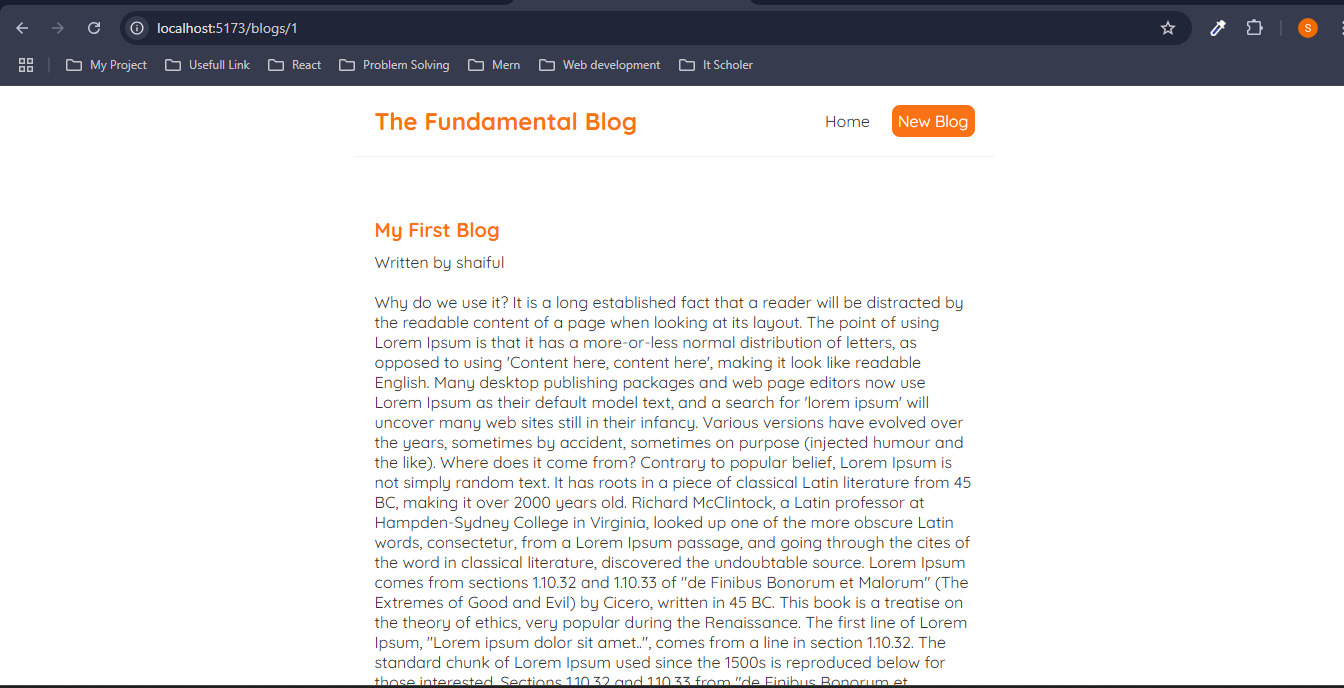 localhost:5173/blogs/1
S
My Project
Usefull Link
React
Problem Solving
Mern
Web development
It Scholer
The Fundamental Blog
Home
New Blog
My First Blog
Written by shaiful
Why do we use it? It is a long established fact that a reader will be distracted by
the readable content of a page when looking at its layout. The point of using
Lorem Ipsum is that it has a more-or-less normal distribution of letters, as
opposed to using 'Content here, content here', making it look like readable
English. Many desktop publishing packages and web page editors now use
Lorem Ipsum as their default model text, and a search for 'lorem ipsum' will
uncover many web sites still in their infancy. Various versions have evolved over
the years, sometimes by accident, sometimes on purpose (injected humour and
the like). Where does it come from? Contrary to popular belief, Lorem Ipsum is
not simply random text. It has roots in a piece of classical Latin literature from 45
BC, making it over 2000 years old. Richard McClintock, a Latin professor at
Hampden-Sydney College in Virginia, looked up one of the more obscure Latin
words, consectetur, from a Lorem Ipsum passage, and going through the cites of
the word in classical literature, discovered the undoubtable source. Lorem Ipsum
comes from sections 1.10.32 and 1.10.33 of "de Finibus Bonorum et Malorum" (The
Extremes of Good and Evil) by Cicero, written in 45 BC. This book is a treatise on
the theory of ethics, very popular during the Renaissance. The first line of Lorem
Ipsum, "Lorem ipsum dolor sit amet..", comes from a line in section 1.10.32. The
standard chunk of Lorem Ipsum used since the 1500s is reproduced below for
those interested. Sections 1.10.32 and 1.10.33 from "de Finibus Bonorum et